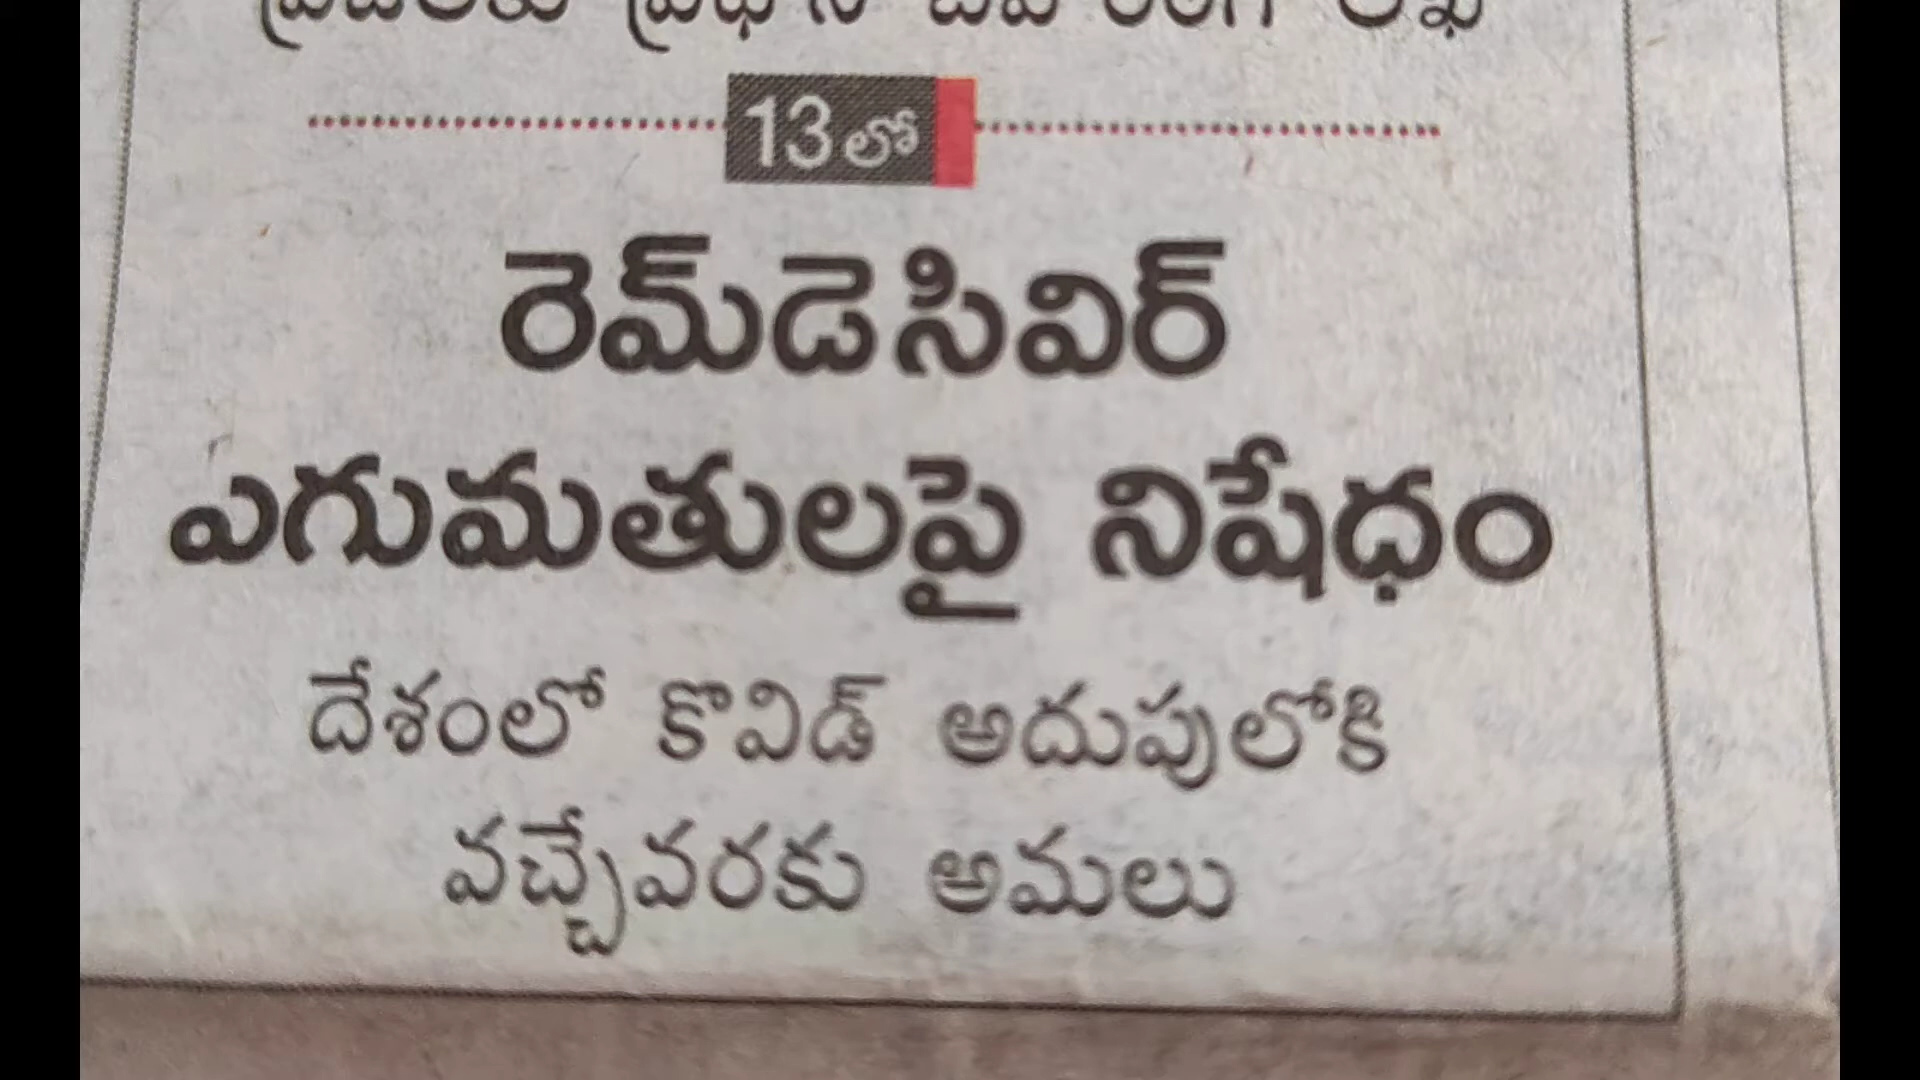 13లో
రెమ్‌డెసివిర్
ఎగుమతులపై నిషేధం
దేశంలో కొవిడ్ అదుపులోకి
వచ్చేవరకు అమలు